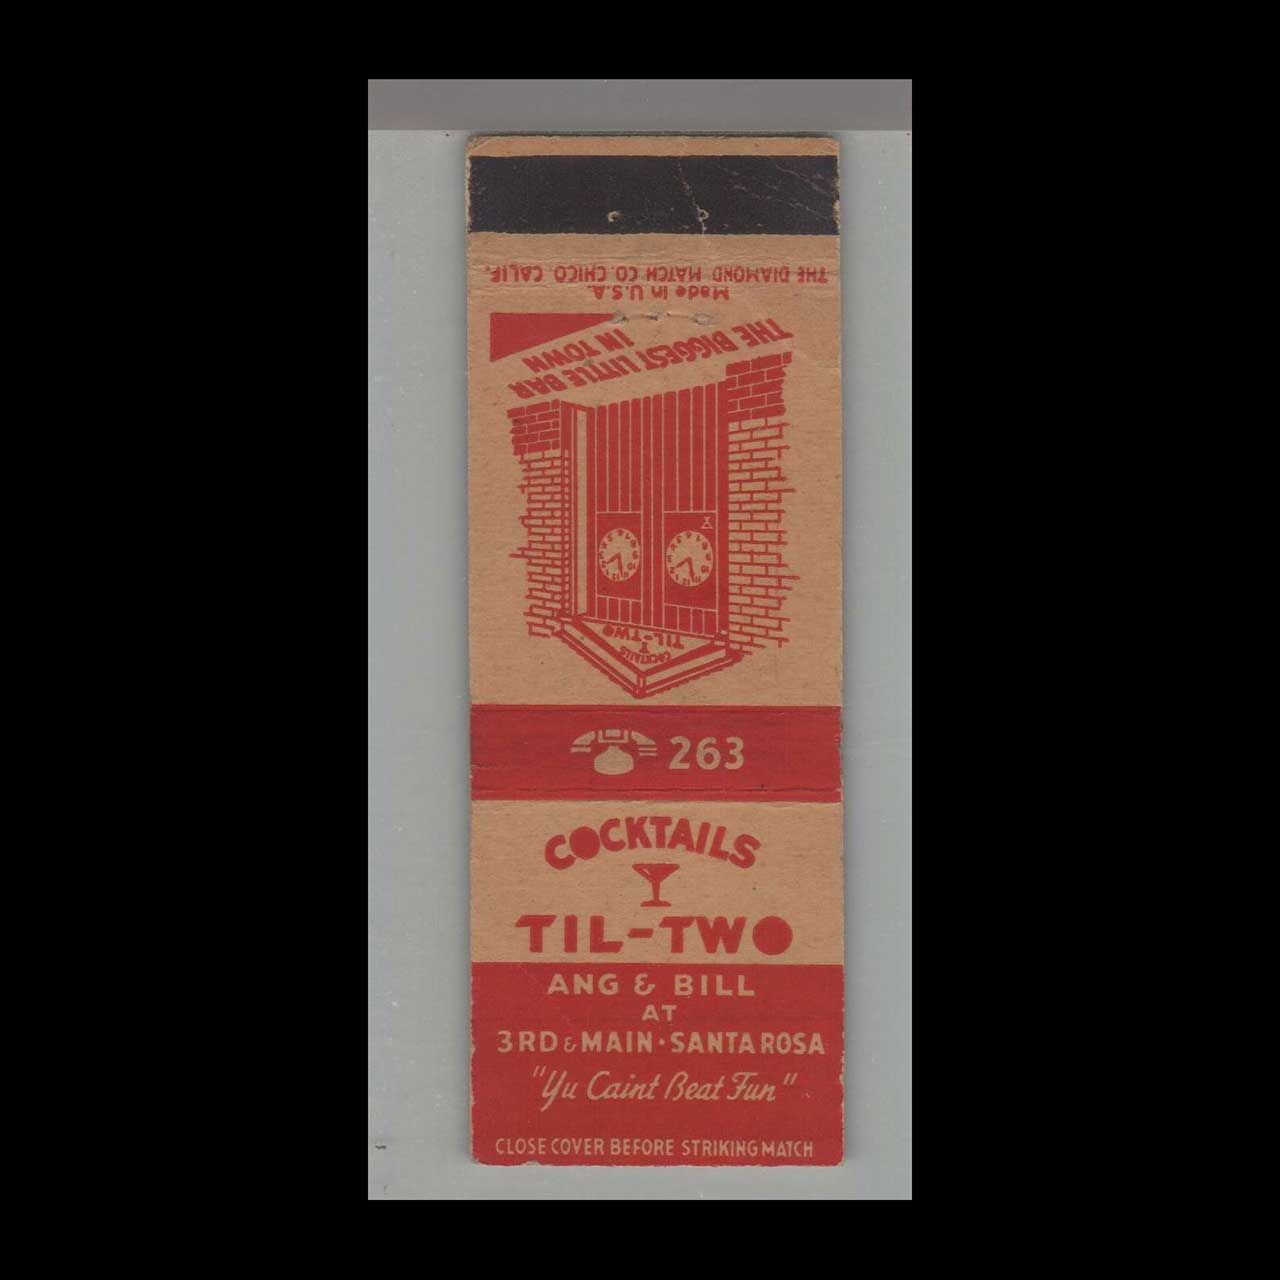 THE DIAMOND MATCH CO. CHICO CALIF.
Made in U.S.A.
THE BIGGEST LITTLE BAR
IN TOWN
TIL-TWO
COCKTAILS
263
COCKTAILS
TIL-TWO
ANG & BILL
AT
3RD & MAIN · SANTA ROSA
"Yu Caint Beat Fun"
CLOSE COVER BEFORE STRIKING MATCH